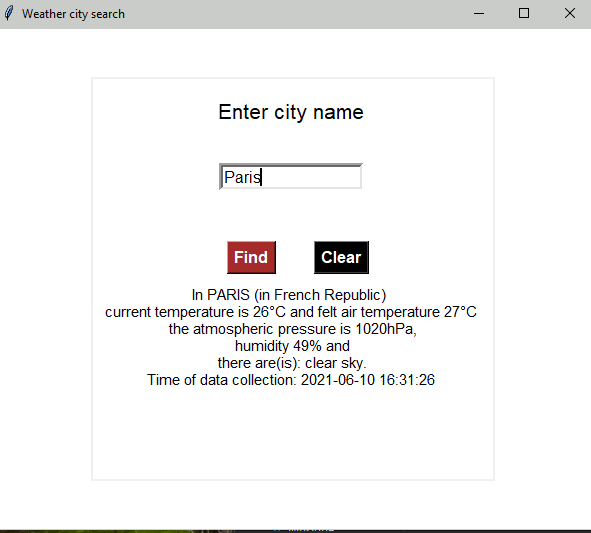 Weather city search
Enter city name
Paris
Find Clear
In PARIS (in French Republic)
current temperature is 26°C and felt air temperature 27°C
the atmospheric pressure is 1020hPa,
humidity 49% and
there are(is): clear sky.
Time of data collection: 2021-06-10 16:31:26